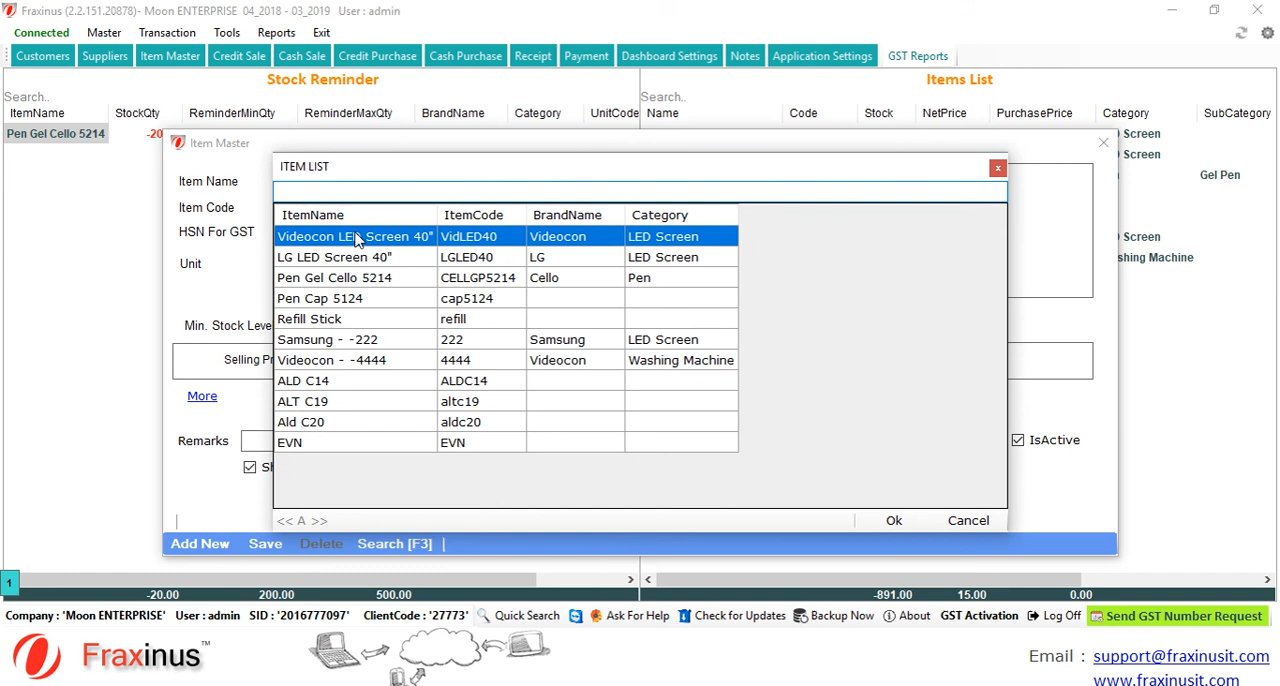 Fraxinus (2.2.151.20878)- Moon ENTERPRISE 04_2018 - 03_2019 User : admin
Connected Master Transaction Tools Reports Exit
Customers Suppliers Item Master Credit Sale Cash Sale Credit Purchase Cash Purchase Receipt Payment Dashboard Settings Notes Application Settings GST Reports
Stock Reminder Items List
Search.. Search..
ItemName StockQty ReminderMinQty ReminderMaxQty BrandName Category UnitCode Name Code Stock NetPrice PurchasePrice Category SubCategory
Pen Gel Cello 5214 -20 Screen
Item Master
Screen
ITEM LIST x
Item Name Gel Pen
Item Code
HSN For GST
Unit
ItemName ItemCode BrandName Category
Videocon LED Screen 40" VidLED40 Videocon LED Screen Screen
LG LED Screen 40" LGLED40 LG LED Screen shing Machine
Pen Gel Cello 5214 CELLGP5214 Cello Pen
Pen Cap 5124 cap5124
Refill Stick refill
Samsung - -222 222 Samsung LED Screen
Videocon - -4444 4444 Videocon Washing Machine
ALD C14 ALDC14
ALT C19 altc19
Ald C20 aldc20
EVN EVN
Min. Stock Leve
Selling Pr
More
Remarks IsActive
Sh
<< A >> Ok Cancel
Add New Save Delete Search [F3]
1
-20.00 200.00 500.00 -891.00 15.00 0.00
Company : 'Moon ENTERPRISE' User : admin SID : '2016777097' ClientCode : '27773' Quick Search Ask For Help Check for Updates Backup Now About GST Activation Log Off Send GST Number Request
Fraxinus™
Email : support@fraxinusit.com
www.fraxinusit.com